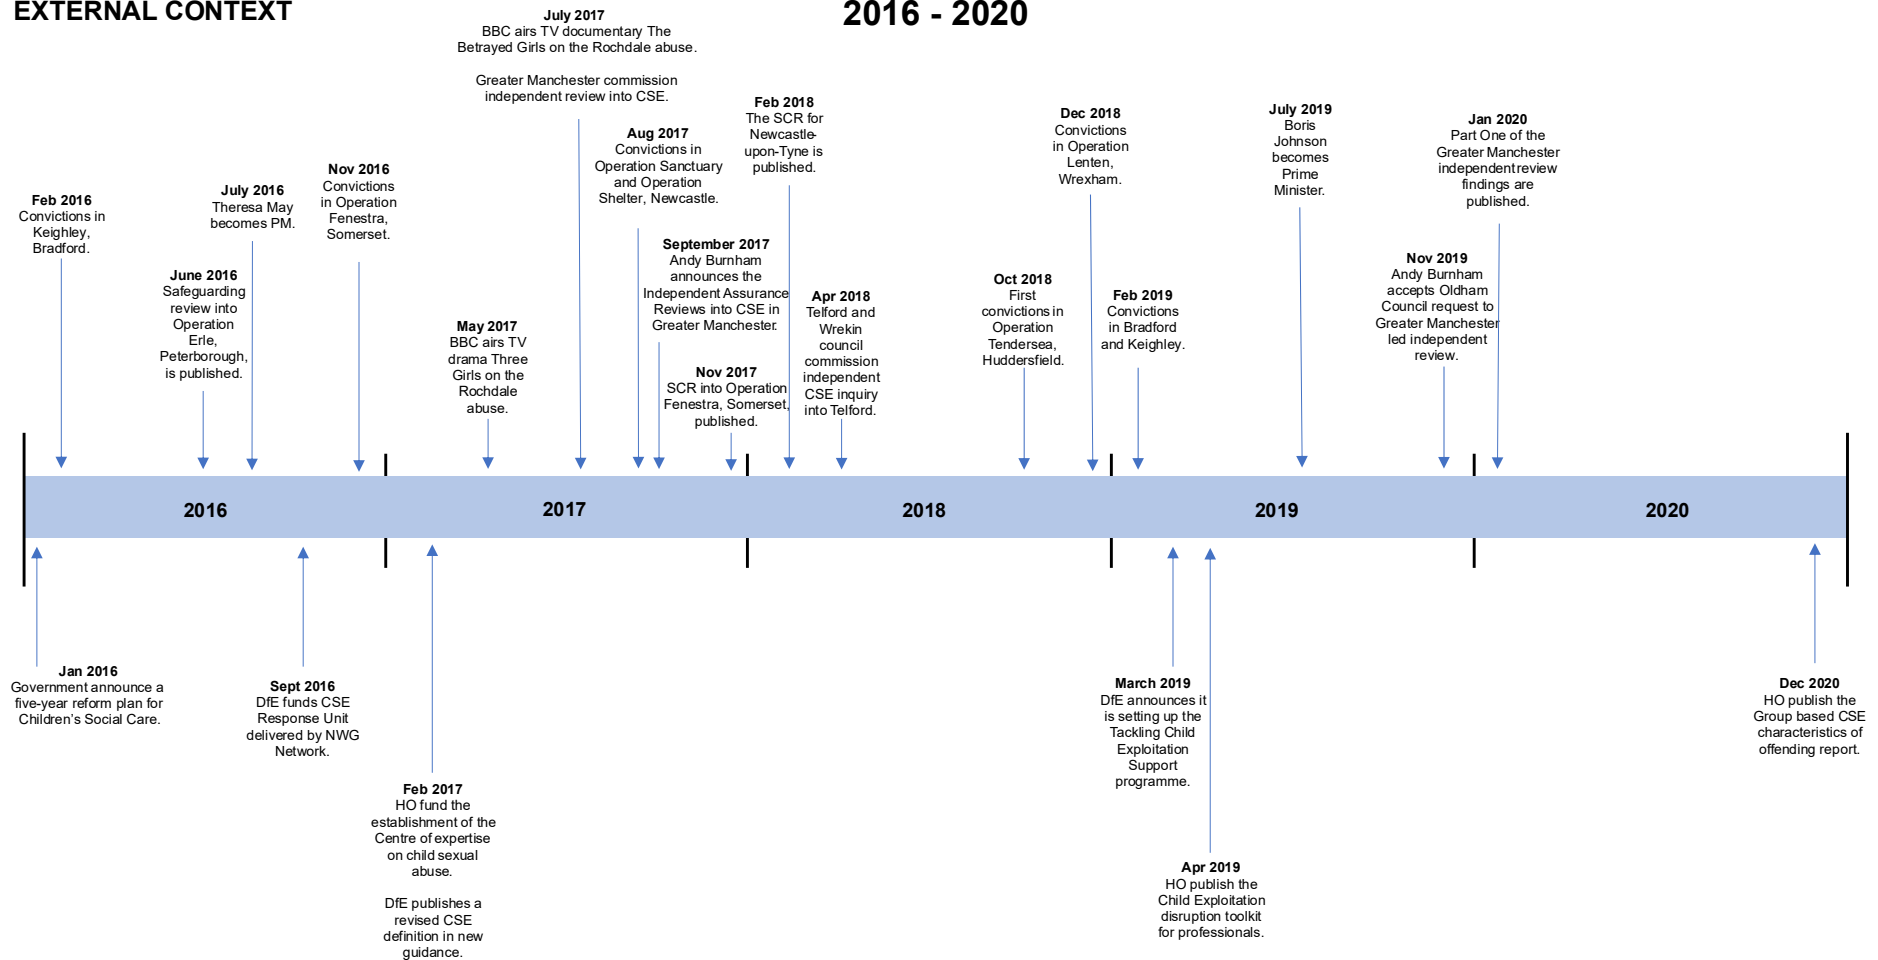 EXTERNAL CONTEXT
2016 - 2020
July 2017
BBC airs TV documentary The
Betrayed Girls on the Rochdale abuse.
Greater Manchester commission
independent review into CSE.
Feb 2016
Convictions in
Keighley,
Bradford.
June 2016
Safeguarding
review into
Operation
Erle,
Peterborough,
is published.
July 2016
Theresa May
becomes PM.
Nov 2016
Convictions
in Operation
Fenestra,
Somerset.
May 2017
BBC airs TV
drama Three
Girls on the
Rochdale
abuse.
Aug 2017
Convictions in
Operation Sanctuary
and Operation
Shelter, Newcastle.
September 2017
Andy Burnham
announces the
Independent Assurance
Reviews into CSE in
Greater Manchester.
Nov 2017
SCR into Operation
Fenestra, Somerset,
published.
Feb 2018
The SCR for
Newcastle-
upon-Tyne is
published.
Apr 2018
Telford and
Wrekin
council
commission
independent
CSE inquiry
into Telford.
Oct 2018
First
convictions in
Operation
Tendersea,
Huddersfield.
Dec 2018
Convictions
in Operation
Lenten,
Wrexham.
Feb 2019
Convictions
in Bradford
and Keighley.
July 2019
Boris
Johnson
becomes
Prime
Minister.
Nov 2019
Andy Burnham
accepts Oldham
Council request to
Greater Manchester
led independent
review.
Jan 2020
Part One of the
Greater Manchester
independent review
findings are
published.
2016
2017
2018
2019
2020
Jan 2016
Government announce a
five-year reform plan for
Children's Social Care.
Sept 2016
DfE funds CSE
Response Unit
delivered by NWG
Network.
Feb 2017
HO fund the
establishment of the
Centre of expertise
on child sexual
abuse.
DfE publishes a
revised CSE
definition in new
guidance.
March 2019
DfE announces it
is setting up the
Tackling Child
Exploitation
Support
programme.
Apr 2019
HO publish the
Child Exploitation
disruption toolkit
for professionals.
Dec 2020
HO publish the
Group based CSE
characteristics of
offending report.